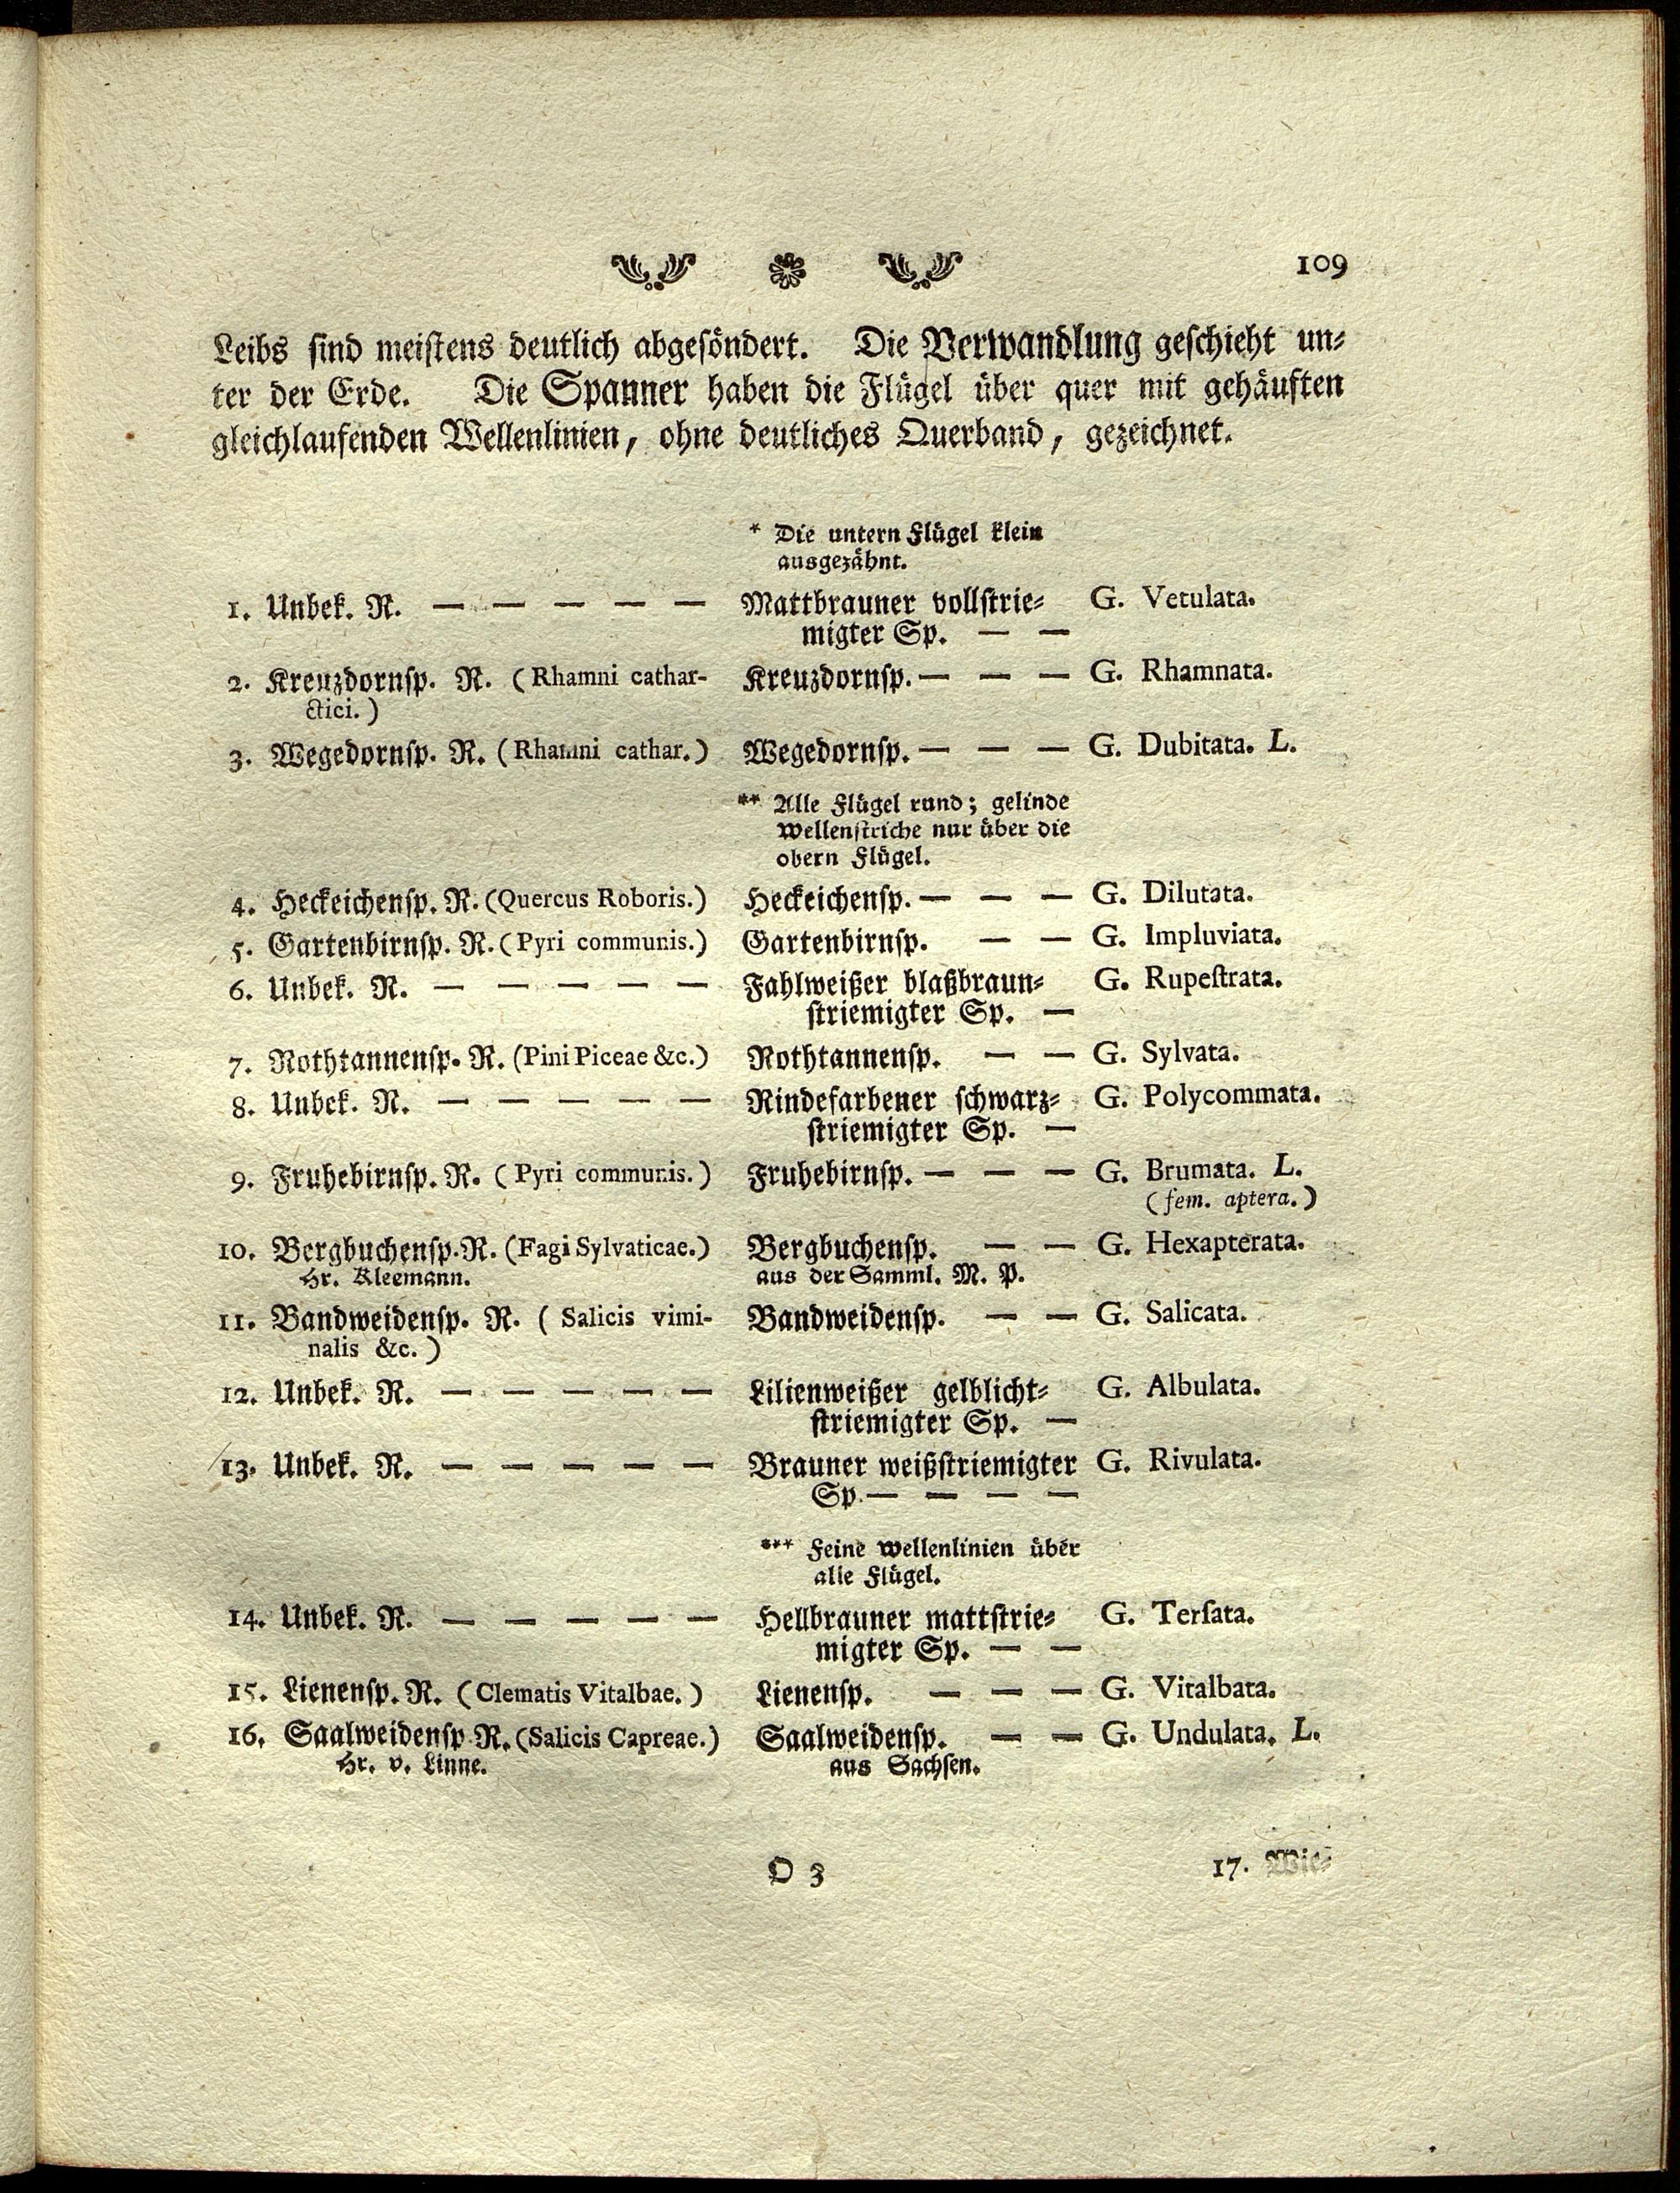 109
Leibs sind meistens deutlich abgesöndert. Die Verwandlung geschieht un-
ter der Erde. Die Spanner haben die Flügel über quer mit gehäuften
gleichlaufenden Wellenlinien, ohne deutliches Querband, gezeichnet.
* Die untern Flügel klein
ausgezähnt.
1. Unbek. R. — — — — — Mattbrauner vollstrie- G. Vetulata.
migter Sp. — —
2. Kreuzdornsp. R. (Rhamni cathar- Kreuzdornsp. — — — G. Rhamnata.
ctici.)
3. Wegedornsp. R. (Rhamni cathar.) Wegedornsp. — — — G. Dubitata. L.
** Alle Flügel rund; gelinde
Wellenstriche nur über die
obern Flügel.
4. Heckeichensp. R. (Quercus Roboris.) Heckeichensp. — — — G. Dilutata.
5. Gartenbirnsp. R. (Pyri communis.) Gartenbirnsp. — — G. Impluviata.
6. Unbek. R. — — — — — Fahlweißer blaßbraun- G. Rupestrata.
striemigter Sp. —
7. Rothtannensp. R. (Pini Piceae &c.) Rothtannensp. — — G. Sylvata.
8. Unbek. R. — — — — — Rindefarbener schwarz- G. Polycommata.
striemigter Sp. —
9. Fruhebirnsp. R. (Pyri communis.) Fruhebirnsp. — — — G. Brumata. L.
(fem. aptera.)
10. Bergbuchensp. R. (Fagi Sylvaticae.) Bergbuchensp. — — G. Hexapterata.
Hr. Kleemann. aus der Samml. M. P.
11. Bandweidensp. R. (Salicis vimi- Bandweidensp. — — G. Salicata.
nalis &c.)
12. Unbek. R. — — — — — Lilienweißer gelblicht- G. Albulata.
striemigter Sp. —
13. Unbek. R. — — — — — Brauner weißstriemigter G. Rivulata.
Sp. — — — —
*** Feine Wellenlinien über
alle Flügel.
14. Unbek. R. — — — — — Hellbrauner mattstrie- G. Tersata.
migter Sp. — —
15. Lienensp. R. (Clematis Vitalbae.) Lienensp. — — — G. Vitalbata.
16. Saalweidensp R. (Salicis Capreae.) Saalweidensp. — — G. Undulata. L.
Hr. v. Linne. aus Sachsen.
O 3 17. Wie-